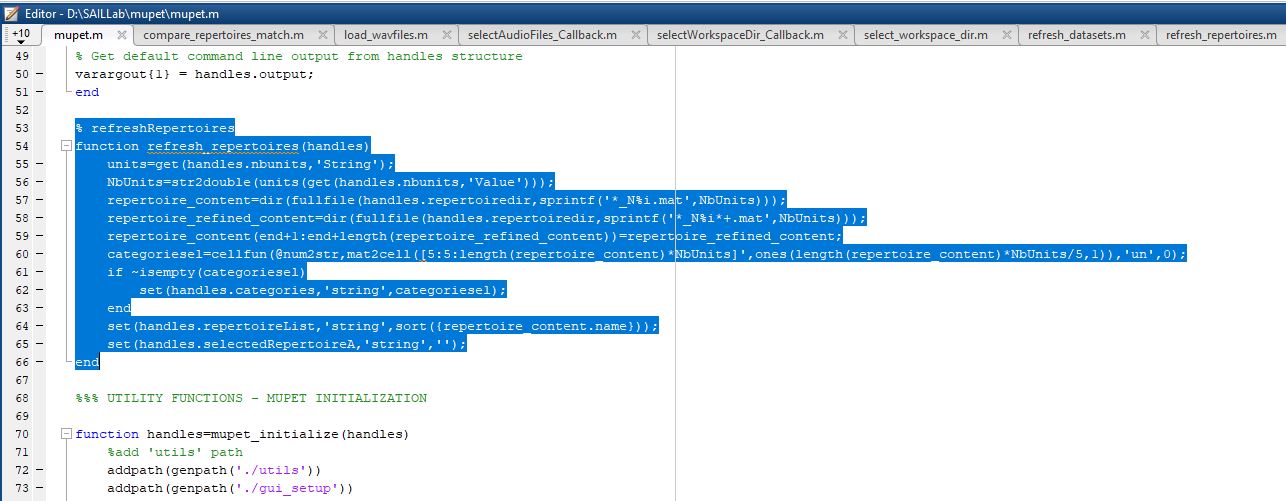 Editor - D:\SAILLab\mupet\mupet.m
+10 mupet.m compare_repertoires_match.m load_wavfiles.m selectAudioFiles_Callback.m selectWorkspaceDir_Callback.m select_workspace_dir.m refresh_datasets.m refresh_repertoires.m
49 % Get default command line output from handles structure
50 - varargout{1} = handles.output;
51 - end
52
53 % refreshRepertoires
54 function refresh_repertoires(handles)
55 - units=get(handles.nbunits,'String');
56 - NbUnits=str2double(units(get(handles.nbunits,'Value')));
57 - repertoire_content=dir(fullfile(handles.repertoiredir,sprintf('*_N%i.mat',NbUnits)));
58 - repertoire_refined_content=dir(fullfile(handles.repertoiredir,sprintf('*_N%i*+.mat',NbUnits)));
59 - repertoire_content(end+1:end+length(repertoire_refined_content))=repertoire_refined_content;
60 - categoriesel=cellfun(@num2str,mat2cell([5:5:length(repertoire_content)*NbUnits]',ones(length(repertoire_content)*NbUnits/5,1)),'un',0);
61 - if ~isempty(categoriesel)
62 - set(handles.categories,'string',categoriesel);
63 - end
64 - set(handles.repertoireList,'string',sort({repertoire_content.name}));
65 - set(handles.selectedRepertoireA,'string','');
66 - end
67
68 %%% UTILITY FUNCTIONS - MUPET INITIALIZATION
69
70 function handles=mupet_initialize(handles)
71 %add 'utils' path
72 - addpath(genpath('./utils'))
73 - addpath(genpath('./gui_setup'))